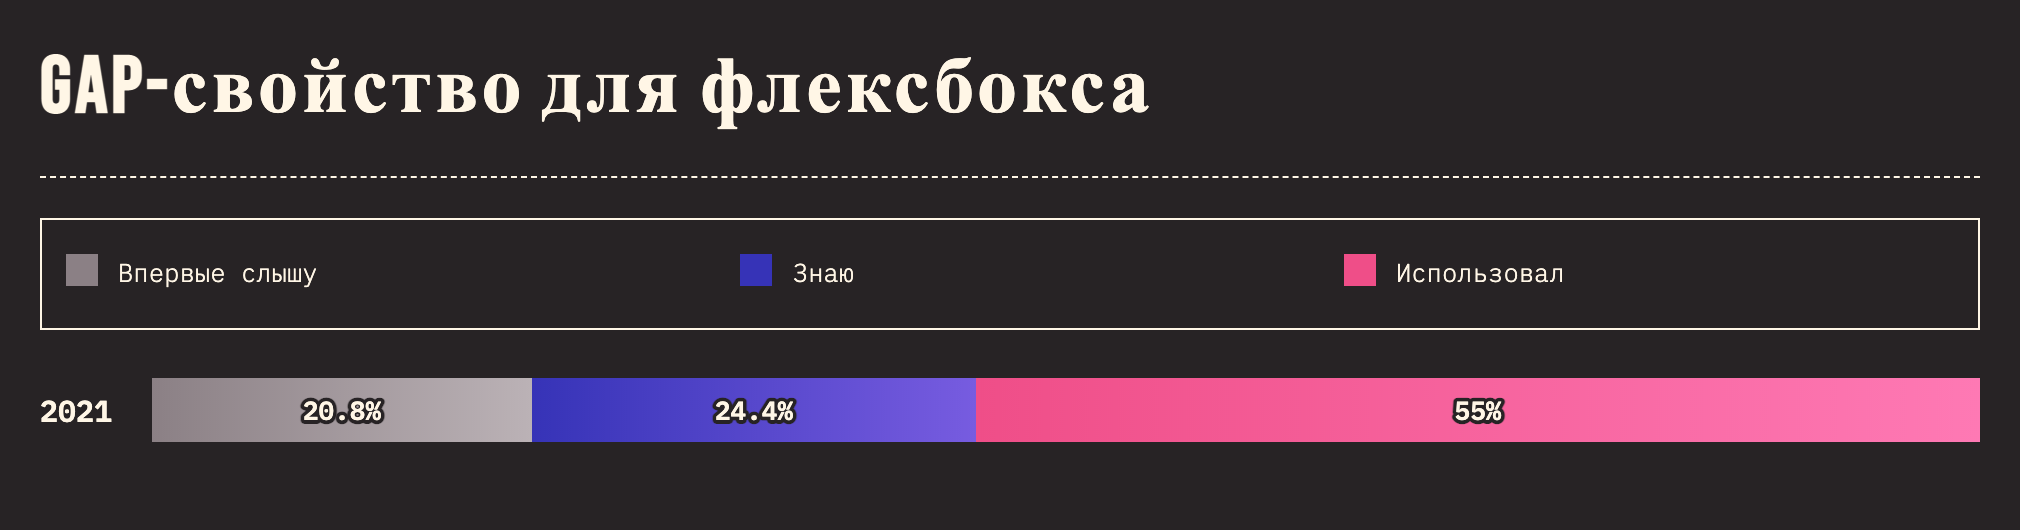 GAP-свойство для флексбокса
Впервые слышу
Знаю
Использовал
2021 20.8% 24.4% 55%